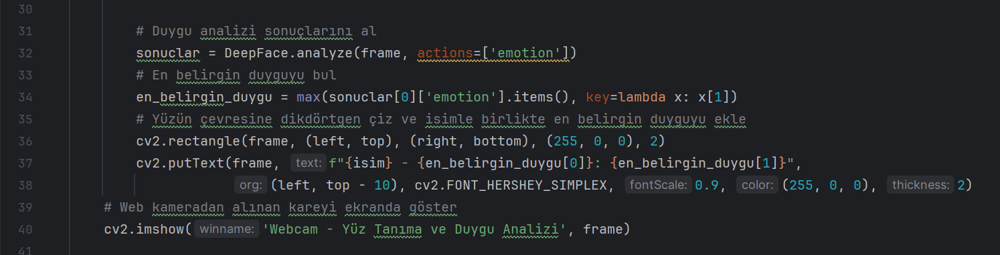 30
31 # Duygu analizi sonuçlarını al
32 sonuclar = DeepFace.analyze(frame, actions=['emotion'])
33 # En belirgin duyguyu bul
34 en_belirgin_duygu = max(sonuclar[0]['emotion'].items(), key=lambda x: x[1])
35 # Yüzün çevresine dikdörtgen çiz ve isimle birlikte en belirgin duyguyu ekle
36 cv2.rectangle(frame, (left, top), (right, bottom), (255, 0, 0), 2)
37 cv2.putText(frame, text: f"{isim} - {en_belirgin_duygu[0]}: {en_belirgin_duygu[1]}",
38 org: (left, top - 10), cv2.FONT_HERSHEY_SIMPLEX, fontScale: 0.9, color: (255, 0, 0), thickness: 2)
39 # Web kameradan alınan kareyi ekranda göster
40 cv2.imshow( winname: 'Webcam - Yüz Tanıma ve Duygu Analizi', frame)
41